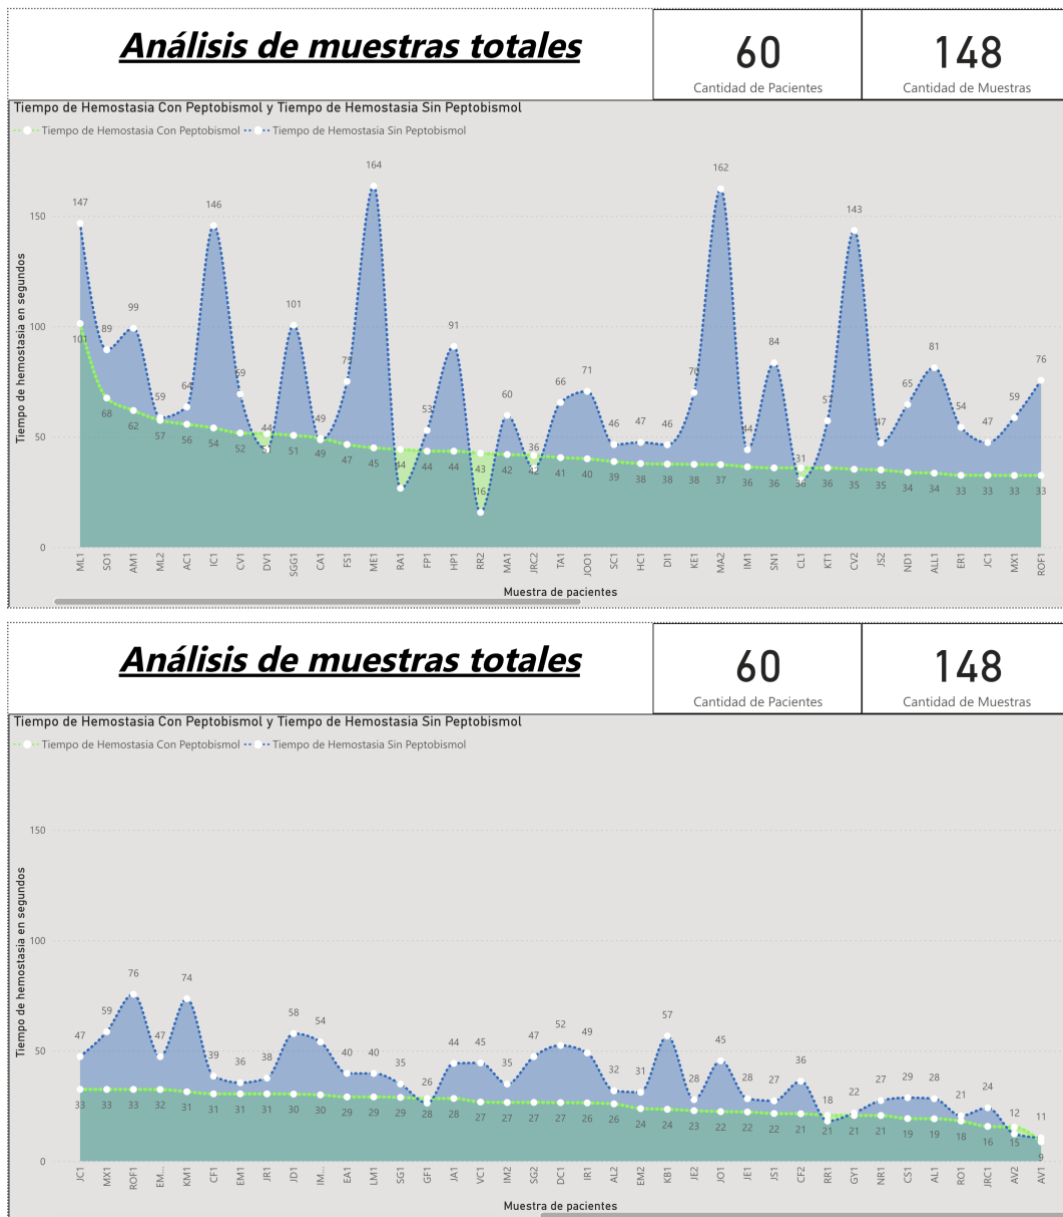 Análisis de muestras totales
60
Cantidad de Pacientes
148
Cantidad de Muestras
Tiempo de Hemostasia Con Peptobismol y Tiempo de Hemostasia Sin Peptobismol
Tiempo de Hemostasia Con Peptobismol Tiempo de Hemostasia Sin Peptobismol
Tiempo de hemostasia en segundos
150
100
50
0
147 89 99 59 64 146 69 44 101 49 75 164 53 91 16 60 36 66 71 46 47 46 70 162 44 84 31 57 143 47 65 81 54 47 59 76
101 68 62 57 56 54 52 51 49 47 45 44 44 44 43 42 42 41 40 39 38 38 38 37 36 36 36 36 35 35 34 34 33 33 33 33
ML1 SO1 AM1 ML2 AC1 IC1 CV1 DV1 SGG1 CA1 FS1 ME1 RA1 FP1 HP1 RR2 MA1 JRC2 TA1 JOO1 SC1 HC1 DI1 KE1 MA2 IM1 SN1 CL1 KT1 CV2 JS2 ND1 ALL1 ER1 JC1 MX1 ROF1
Muestra de pacientes
Análisis de muestras totales
60
Cantidad de Pacientes
148
Cantidad de Muestras
Tiempo de Hemostasia Con Peptobismol y Tiempo de Hemostasia Sin Peptobismol
Tiempo de Hemostasia Con Peptobismol Tiempo de Hemostasia Sin Peptobismol
Tiempo de hemostasia en segundos
150
100
50
0
47 59 76 47 74 39 36 38 58 54 40 40 35 26 44 45 35 47 52 49 32 31 57 28 45 28 27 36 18 22 27 29 28 21 24 12 11
33 33 33 32 31 31 31 31 30 30 29 29 29 28 28 27 27 27 27 26 26 24 24 23 22 22 22 21 21 21 21 19 19 18 16 15 9
JC1 MX1 ROF1 EM... KM1 CF1 EM1 JR1 JD1 IM... EA1 LM1 SG1 GF1 JA1 VC1 IM2 SG2 DC1 IR1 AL2 EM2 KB1 JE2 JO1 JE1 JS1 CF2 RR1 GY1 NR1 CS1 AL1 RO1 JRC1 AV2 AV1
Muestra de pacientes